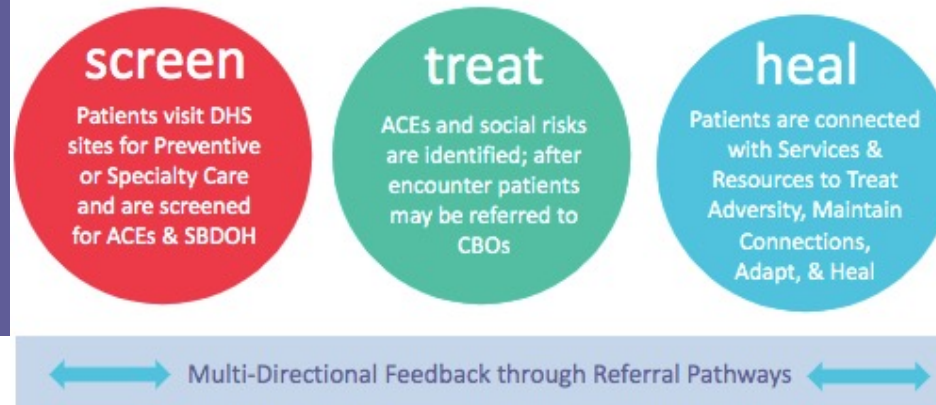 screen
Patients visit DHS
sites for Preventive
or Specialty Care
and are screened
for ACEs & SBDOH
treat
ACEs and social risks
are identified; after
encounter patients
may be referred to
CBOs
heal
Patients are connected
with Services &
Resources to Treat
Adversity, Maintain
Connections,
Adapt, & Heal
Multi-Directional Feedback through Referral Pathways